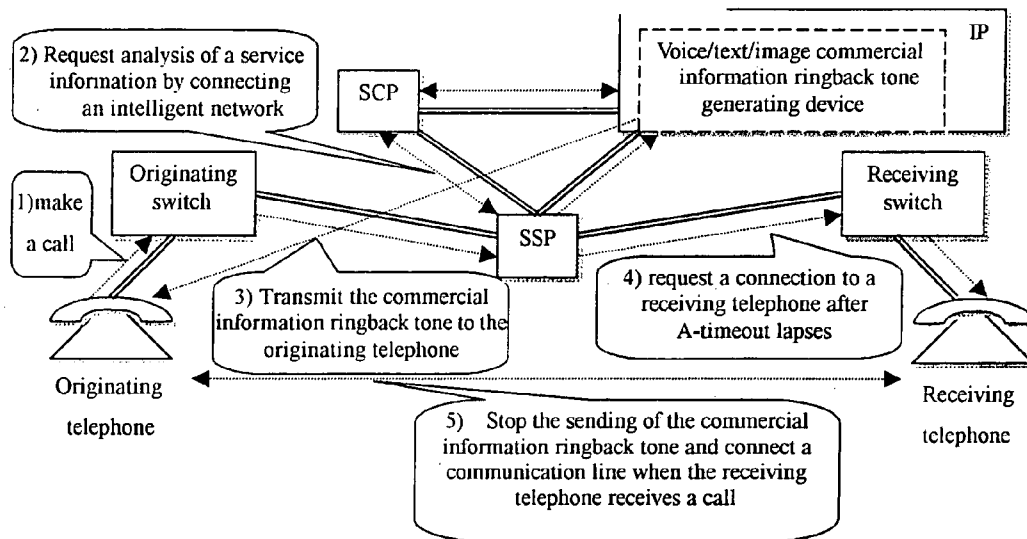 2) Request analysis of a service
information by connecting
an intelligent network
SCP
IP
Voice/text/image commercial
information ringback tone
generating device
1)make
a call
Originating
switch
SSP
Receiving
switch
3) Transmit the commercial
information ringback tone to the
originating telephone
4) request a connection to a
receiving telephone after
A-timeout lapses
Originating
telephone
Receiving
telephone
5) Stop the sending of the commercial
information ringback tone and connect a
communication line when the receiving
telephone receives a call